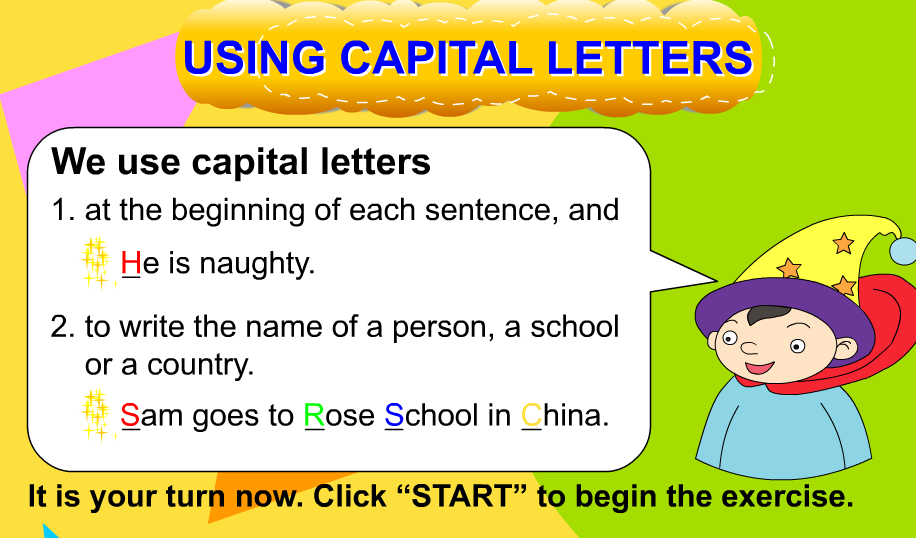 USING CAPITAL LETTERS
We use capital letters
1. at the beginning of each sentence, and
He is naughty.
2. to write the name of a person, a school
or a country.
Sam goes to Rose School in China.
It is your turn now. Click “START” to begin the exercise.